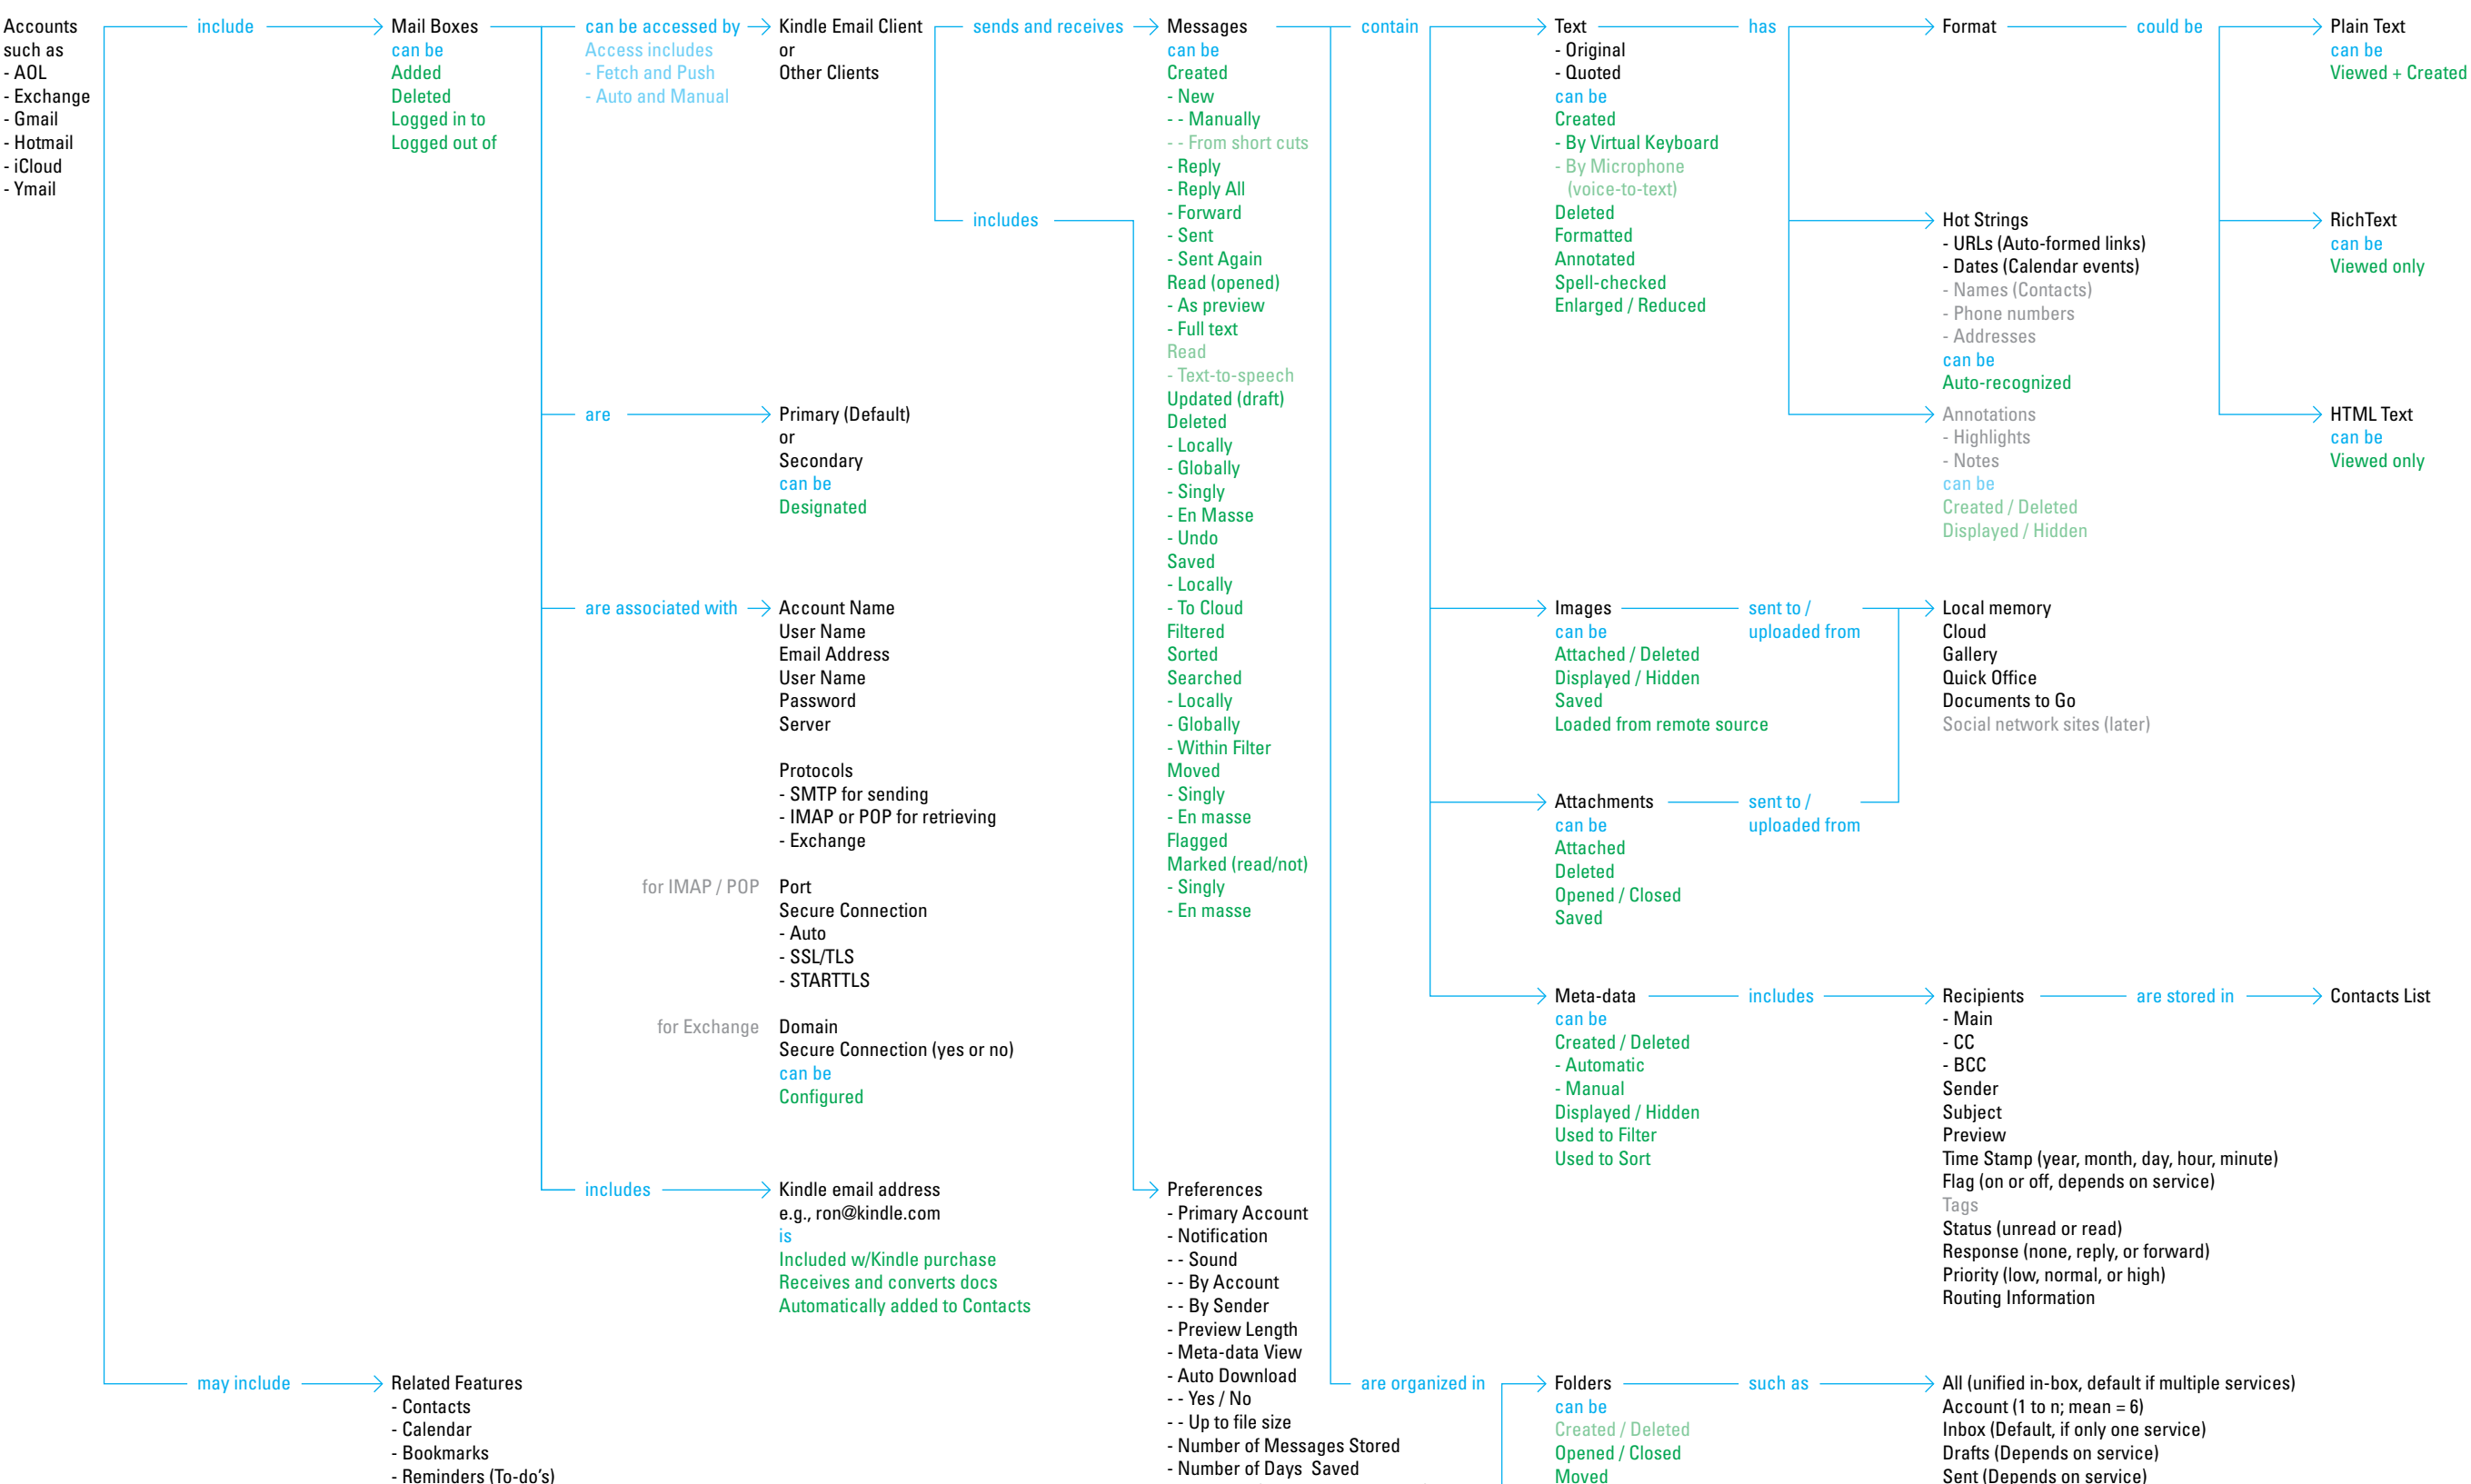 Accounts
such as
- AOL
- Exchange
- Gmail
- Hotmail
- iCloud
- Ymail
include
Mail Boxes
can be
Added
Deleted
Logged in to
Logged out of
can be accessed by
Access includes
- Fetch and Push
- Auto and Manual
Kindle Email Client
or
Other Clients
are
Primary (Default)
or
Secondary
can be
Designated
are associated with
Account Name
User Name
Email Address
User Name
Password
Server
Protocols
- SMTP for sending
- IMAP or POP for retrieving
- Exchange
for IMAP / POP
Port
Secure Connection
- Auto
- SSL/TLS
- STARTTLS
for Exchange
Domain
Secure Connection (yes or no)
can be
Configured
includes
Kindle email address
e.g., ron@kindle.com
is
Included w/Kindle purchase
Receives and converts docs
Automatically added to Contacts
may include
Related Features
- Contacts
- Calendar
- Bookmarks
- Reminders (To-do's)
sends and receives
Messages
can be
Created
- New
- - Manually
- - From short cuts
- Reply
- Reply All
- Forward
- Sent
- Sent Again
Read (opened)
- As preview
- Full text
Read
- Text-to-speech
Updated (draft)
Deleted
- Locally
- Globally
- Singly
- En Masse
- Undo
Saved
- Locally
- To Cloud
Filtered
Sorted
Searched
- Locally
- Globally
- Within Filter
Moved
- Singly
- En masse
Flagged
Marked (read/not)
- Singly
- En masse
includes
Preferences
- Primary Account
- Notification
- - Sound
- - By Account
- - By Sender
- Preview Length
- Meta-data View
- Auto Download
- - Yes / No
- - Up to file size
- Number of Messages Stored
- Number of Days Saved
contain
Text
- Original
- Quoted
can be
Created
- By Virtual Keyboard
- By Microphone
(voice-to-text)
Deleted
Formatted
Annotated
Spell-checked
Enlarged / Reduced
has
Format
could be
Plain Text
can be
Viewed + Created
RichText
can be
Viewed only
HTML Text
can be
Viewed only
Hot Strings
- URLs (Auto-formed links)
- Dates (Calendar events)
- Names (Contacts)
- Phone numbers
- Addresses
can be
Auto-recognized
Annotations
- Highlights
- Notes
can be
Created / Deleted
Displayed / Hidden
Images
can be
Attached / Deleted
Displayed / Hidden
Saved
Loaded from remote source
sent to /
uploaded from
Local memory
Cloud
Gallery
Quick Office
Documents to Go
Social network sites (later)
Attachments
can be
Attached
Deleted
Opened / Closed
Saved
sent to /
uploaded from
Meta-data
can be
Created / Deleted
- Automatic
- Manual
Displayed / Hidden
Used to Filter
Used to Sort
includes
Recipients
- Main
- CC
- BCC
Sender
Subject
Preview
Time Stamp (year, month, day, hour, minute)
Flag (on or off, depends on service)
Tags
Status (unread or read)
Response (none, reply, or forward)
Priority (low, normal, or high)
Routing Information
are stored in
Contacts List
are organized in
Folders
can be
Created / Deleted
Opened / Closed
Moved
such as
All (unified in-box, default if multiple services)
Account (1 to n; mean = 6)
Inbox (Default, if only one service)
Drafts (Depends on service)
Sent (Depends on service)